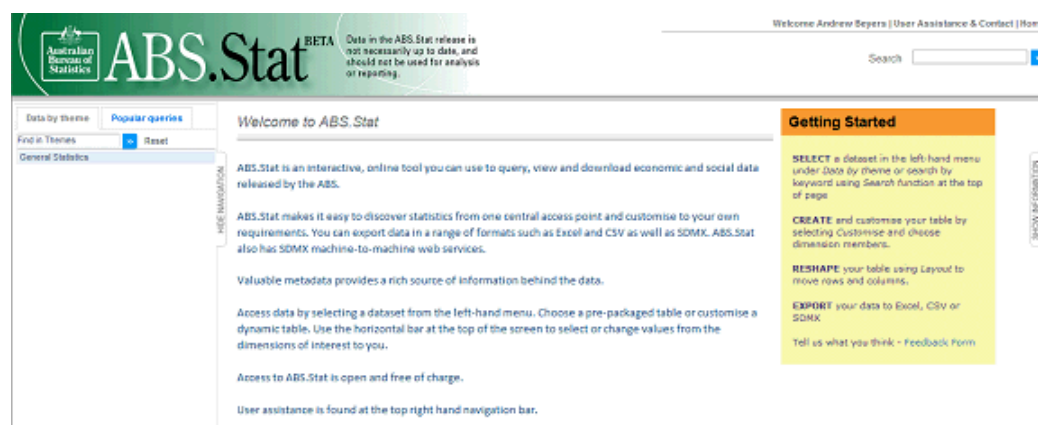 Welcome Andrew Beyers | User Assistance & Contact | Hom
Australian
Bureau of
Statistics
ABS.Stat BETA
Data in the ABS.Stat release is
not necessarily up to date, and
should not be used for analysis
or reporting.
Search
Data by theme Popular queries
Find in Themes Reset
General Statistics
HIDE NAVIGATION
Welcome to ABS.Stat
ABS.Stat is an interactive, online tool you can use to query, view and download economic and social data
released by the ABS.
ABS.Stat makes it easy to discover statistics from one central access point and customise to your own
requirements. You can export data in a range of formats such as Excel and CSV as well as SDMX. ABS.Stat
also has SDMX machine-to-machine web services.
Valuable metadata provides a rich source of information behind the data.
Access data by selecting a dataset from the left-hand menu. Choose a pre-packaged table or customise a
dynamic table. Use the horizontal bar at the top of the screen to select or change values from the
dimensions of interest to you.
Access to ABS.Stat is open and free of charge.
User assistance is found at the top right hand navigation bar.
Getting Started
SELECT a dataset in the left-hand menu
under Data by theme or search by
keyword using Search function at the top
of page
CREATE and customise your table by
selecting Customise and choose
dimension members.
RESHAPE your table using Layout to
move rows and columns.
EXPORT your data to Excel, CSV or
SDMX
Tell us what you think - Feedback Form
SHOW INFORMATION